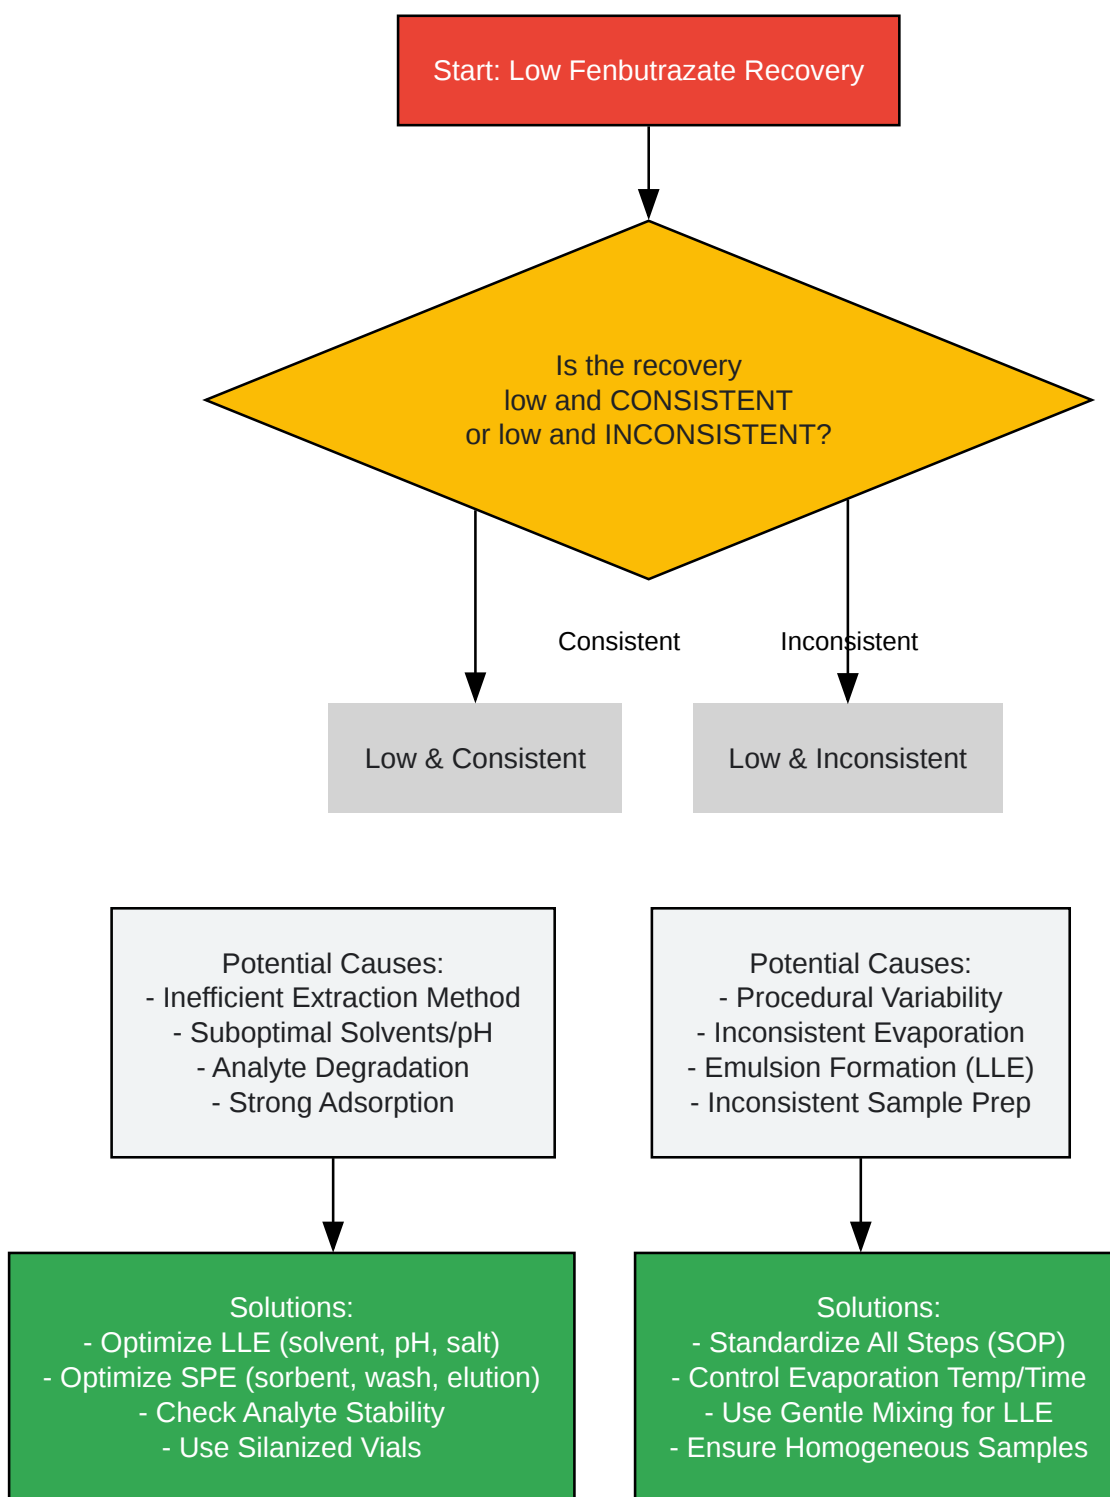 Start: Low Fenbutrazate Recovery
Is the recovery
low and CONSISTENT
or low and INCONSISTENT?
Consistent
Inconsistent
Low & Consistent
Low & Inconsistent
Potential Causes:
- Inefficient Extraction Method
- Suboptimal Solvents/pH
- Analyte Degradation
- Strong Adsorption
Potential Causes:
- Procedural Variability
- Inconsistent Evaporation
- Emulsion Formation (LLE)
- Inconsistent Sample Prep
Solutions:
- Optimize LLE (solvent, pH, salt)
- Optimize SPE (sorbent, wash, elution)
- Check Analyte Stability
- Use Silanized Vials
Solutions:
- Standardize All Steps (SOP)
- Control Evaporation Temp/Time
- Use Gentle Mixing for LLE
- Ensure Homogeneous Samples